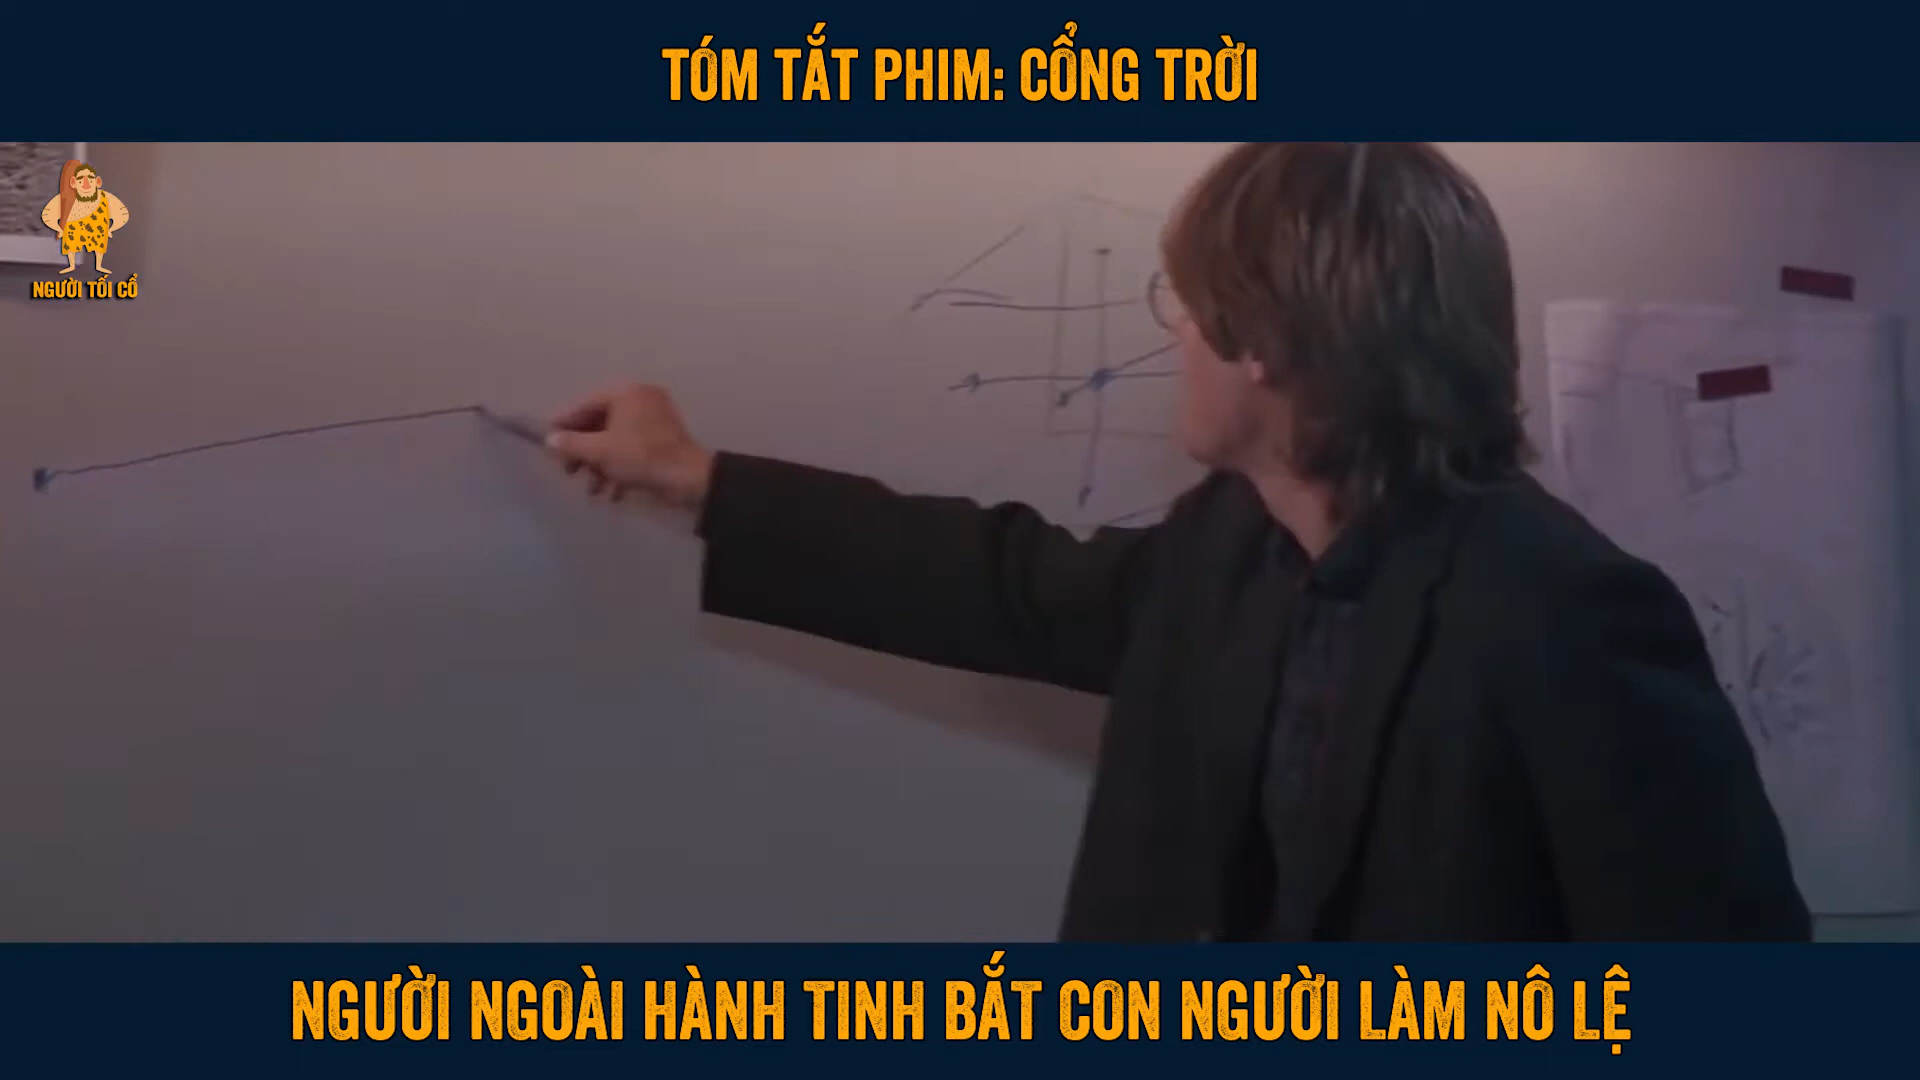 TÓM TẮT PHIM: CỔNG TRỜI
NGƯỜI TỐI CỔ
NGƯỜI NGOÀI HÀNH TINH BẮT CON NGƯỜI LÀM NÔ LỆ